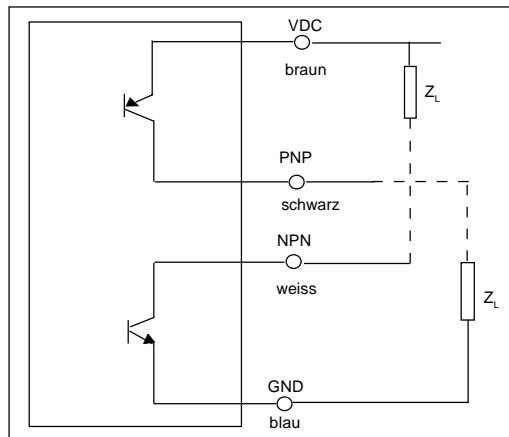 VDC
braun
Z_L
PNP
schwarz
NPN
weiss
Z_L
GND
blau